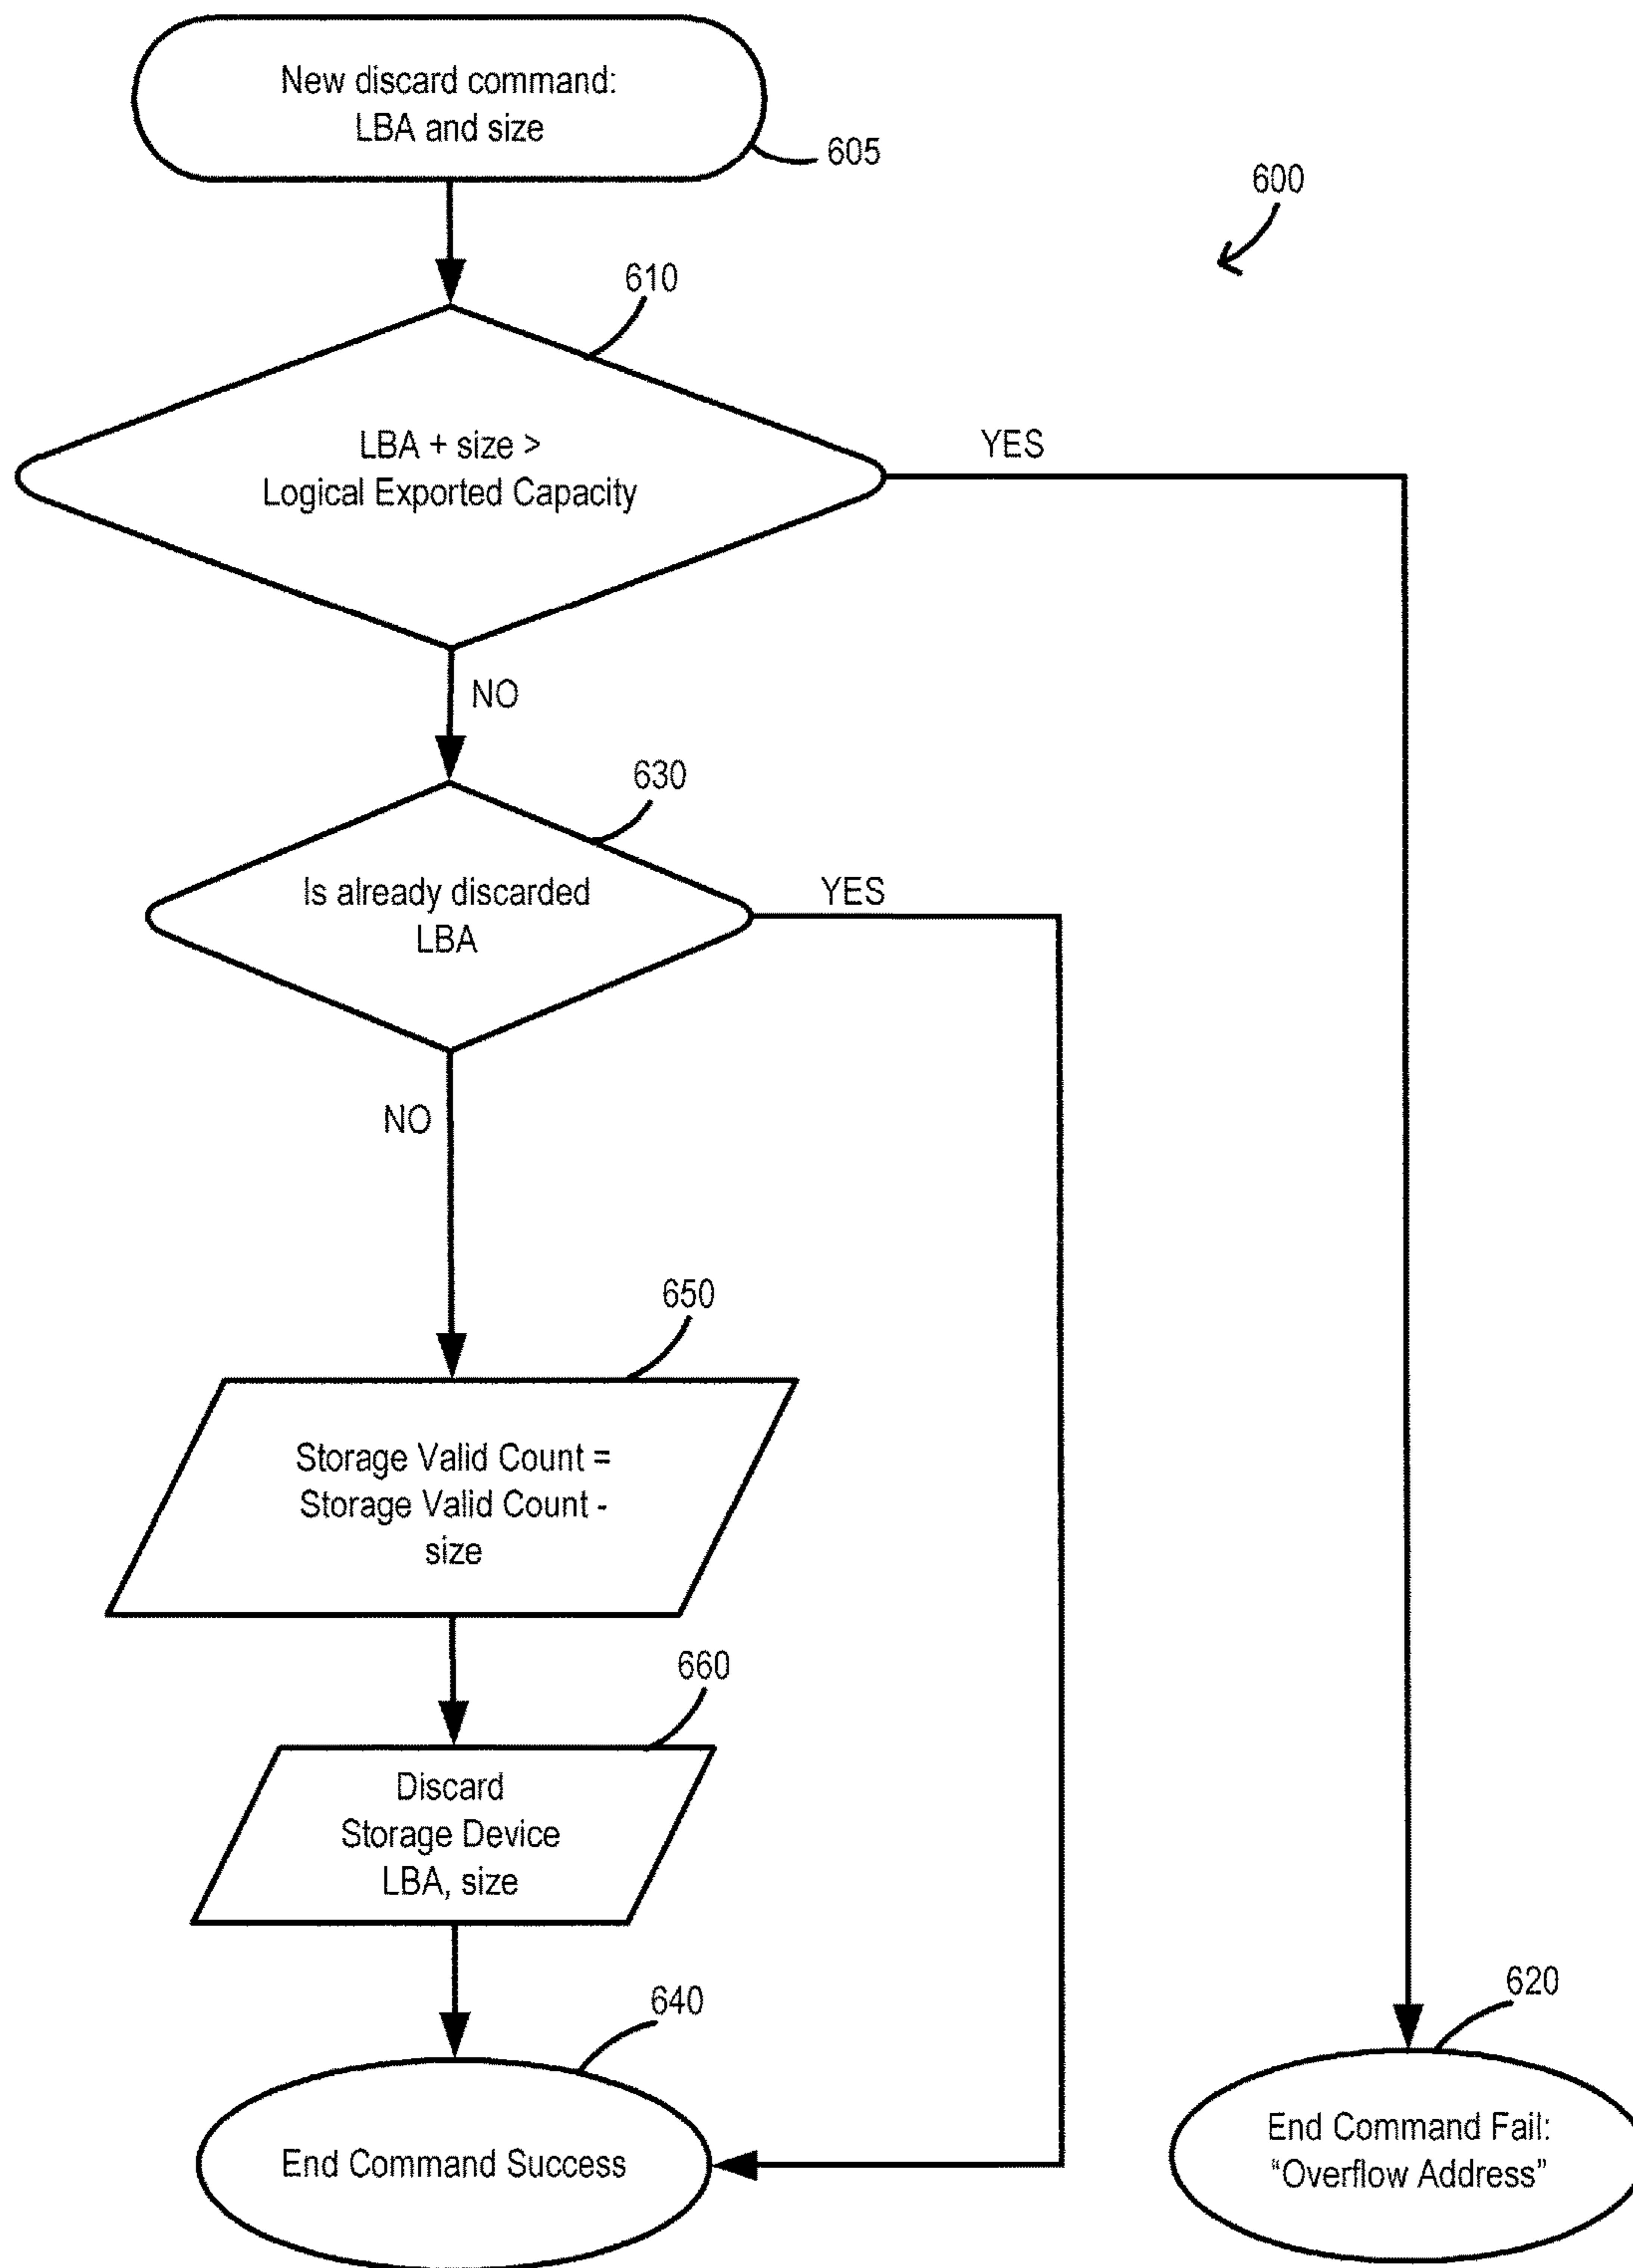 New discard command:
LBA and size
605
600
610
LBA + size >
Logical Exported Capacity
YES
NO
630
Is already discarded
LBA
YES
NO
650
Storage Valid Count =
Storage Valid Count -
size
660
Discard
Storage Device
LBA, size
640
End Command Success
620
End Command Fail:
“Overflow Address”